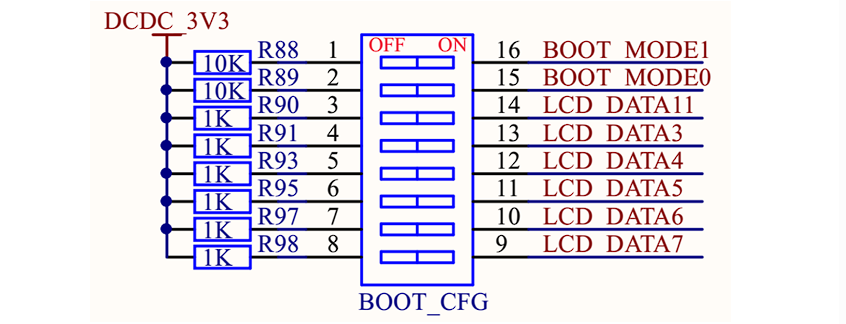 DCDC_3V3
OFF ON
10K R88 1 16 BOOT_MODE1
10K R89 2 15 BOOT_MODE0
1K R90 3 14 LCD_DATA11
1K R91 4 13 LCD_DATA3
1K R93 5 12 LCD_DATA4
1K R95 6 11 LCD_DATA5
1K R97 7 10 LCD_DATA6
1K R98 8 9 LCD_DATA7
BOOT_CFG